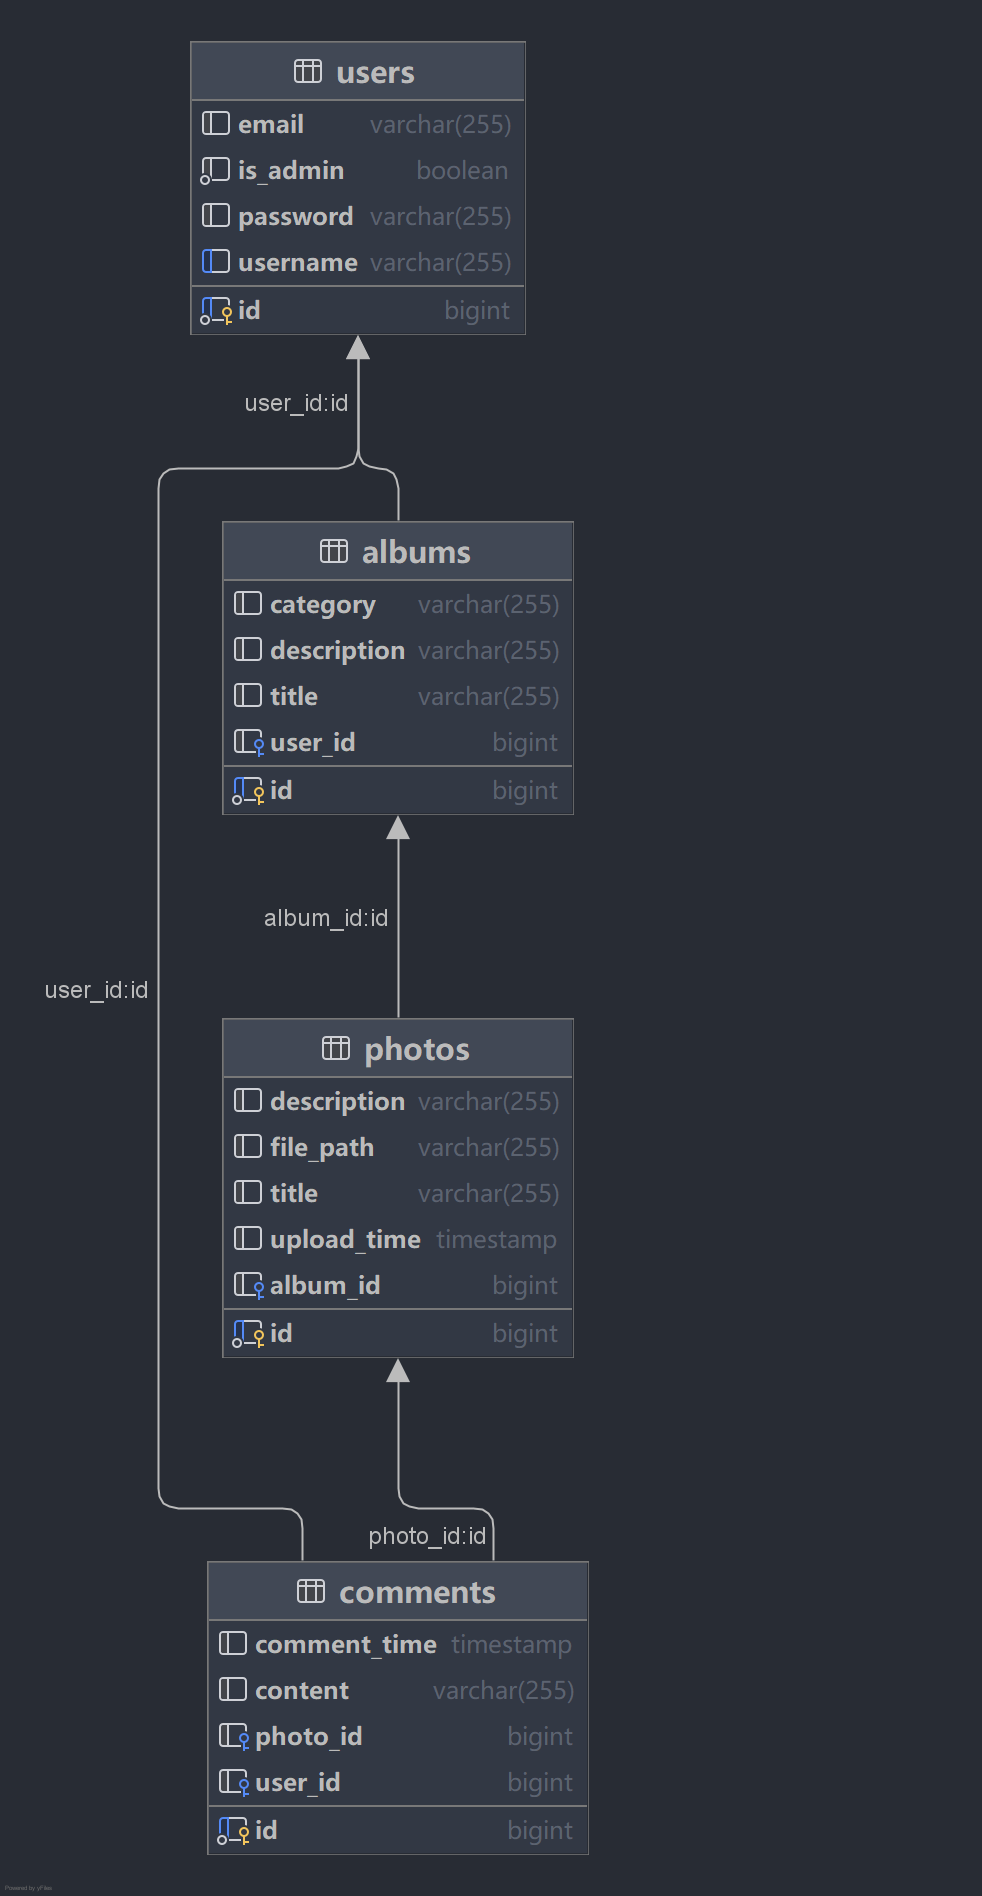 users
email varchar(255)
is_admin boolean
password varchar(255)
username varchar(255)
id bigint
user_id:id
albums
category varchar(255)
description varchar(255)
title varchar(255)
user_id bigint
id bigint
album_id:id
user_id:id
photos
description varchar(255)
file_path varchar(255)
title varchar(255)
upload_time timestamp
album_id bigint
id bigint
photo_id:id
comments
comment_time timestamp
content varchar(255)
photo_id bigint
user_id bigint
id bigint
Powered by yFiles